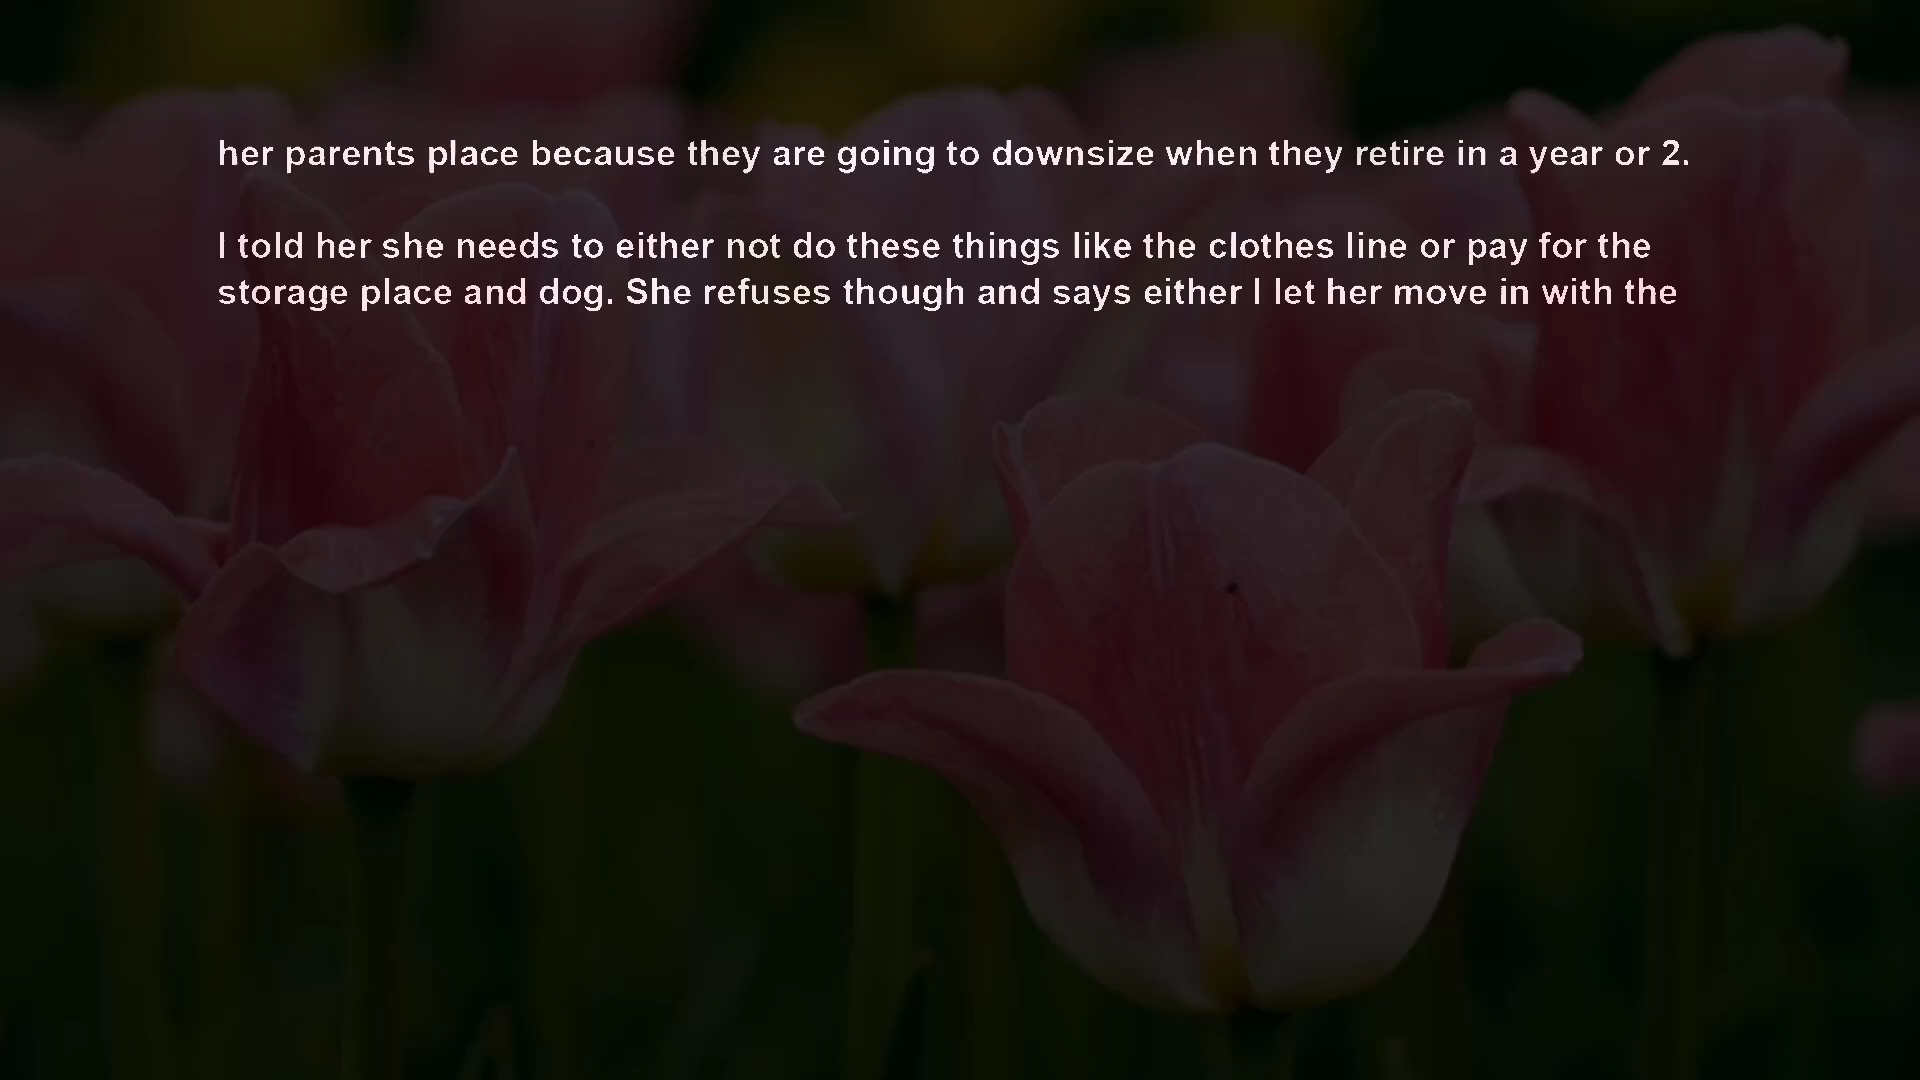 her parents place because they are going to downsize when they retire in a year or 2.
I told her she needs to either not do these things like the clothes line or pay for the
storage place and dog. She refuses though and says either I let her move in with the